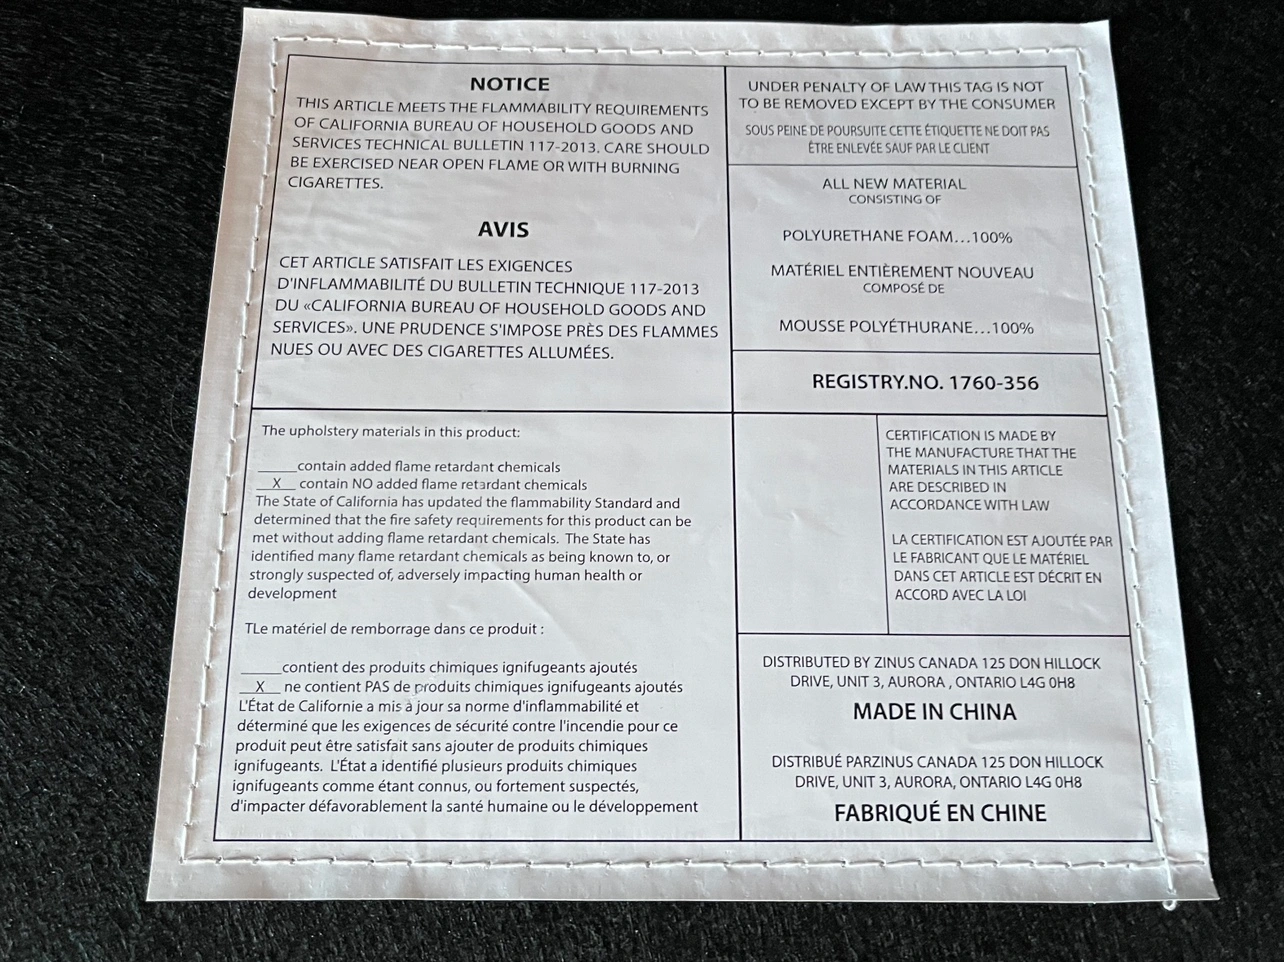 NOTICE
THIS ARTICLE MEETS THE FLAMMABILITY REQUIREMENTS
OF CALIFORNIA BUREAU OF HOUSEHOLD GOODS AND
SERVICES TECHNICAL BULLETIN 117-2013. CARE SHOULD
BE EXERCISED NEAR OPEN FLAME OR WITH BURNING
CIGARETTES.
AVIS
CET ARTICLE SATISFAIT LES EXIGENCES
D'INFLAMMABILITÉ DU BULLETIN TECHNIQUE 117-2013
DU «CALIFORNIA BUREAU OF HOUSEHOLD GOODS AND
SERVICES». UNE PRUDENCE S'IMPOSE PRÈS DES FLAMMES
NUES OU AVEC DES CIGARETTES ALLUMÉES.
The upholstery materials in this product:
_____contain added flame retardant chemicals
__X__ contain NO added flame retardant chemicals
The State of California has updated the flammability Standard and
determined that the fire safety requirements for this product can be
met without adding flame retardant chemicals. The State has
identified many flame retardant chemicals as being known to, or
strongly suspected of, adversely impacting human health or
development
TLe matériel de remborrage dans ce produit :
_____contient des produits chimiques ignifugeants ajoutés
__X__ ne contient PAS de produits chimiques ignifugeants ajoutés
L'État de Californie a mis à jour sa norme d'inflammabilité et
déterminé que les exigences de sécurité contre l'incendie pour ce
produit peut être satisfait sans ajouter de produits chimiques
ignifugeants. L'État a identifié plusieurs produits chimiques
ignifugeants comme étant connus, ou fortement suspectés,
d'impacter défavorablement la santé humaine ou le développement
UNDER PENALTY OF LAW THIS TAG IS NOT
TO BE REMOVED EXCEPT BY THE CONSUMER
SOUS PEINE DE POURSUITE CETTE ÉTIQUETTE NE DOIT PAS
ÊTRE ENLEVÉE SAUF PAR LE CLIENT
ALL NEW MATERIAL
CONSISTING OF
POLYURETHANE FOAM...100%
MATÉRIEL ENTIÈREMENT NOUVEAU
COMPOSÉ DE
MOUSSE POLYÉTHURANE...100%
REGISTRY.NO. 1760-356
CERTIFICATION IS MADE BY
THE MANUFACTURE THAT THE
MATERIALS IN THIS ARTICLE
ARE DESCRIBED IN
ACCORDANCE WITH LAW
LA CERTIFICATION EST AJOUTÉE PAR
LE FABRICANT QUE LE MATÉRIEL
DANS CET ARTICLE EST DÉCRIT EN
ACCORD AVEC LA LOI
DISTRIBUTED BY ZINUS CANADA 125 DON HILLOCK
DRIVE, UNIT 3, AURORA , ONTARIO L4G 0H8
MADE IN CHINA
DISTRIBUÉ PARZINUS CANADA 125 DON HILLOCK
DRIVE, UNIT 3, AURORA, ONTARIO L4G 0H8
FABRIQUÉ EN CHINE